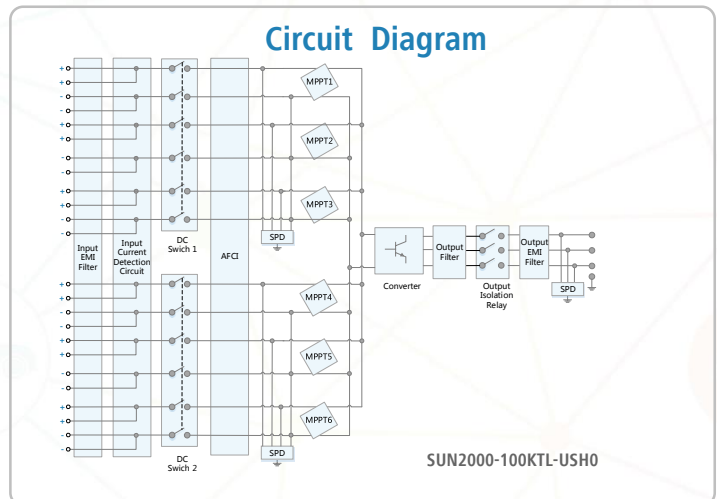 Circuit Diagram
+
+
-
-
+
+
-
-
+
+
-
-
Input
EMI
Filter
Input
Current
Detection
Circuit
DC
Swich 1
AFCI
MPPT1
MPPT2
MPPT3
SPD
Converter
Output
Filter
Output
Isolation
Relay
Output
EMI
Filter
SPD
+
+
-
-
+
+
-
-
+
+
-
-
MPPT4
MPPT5
MPPT6
DC
Swich 2
SPD
SUN2000-100KTL-USH0